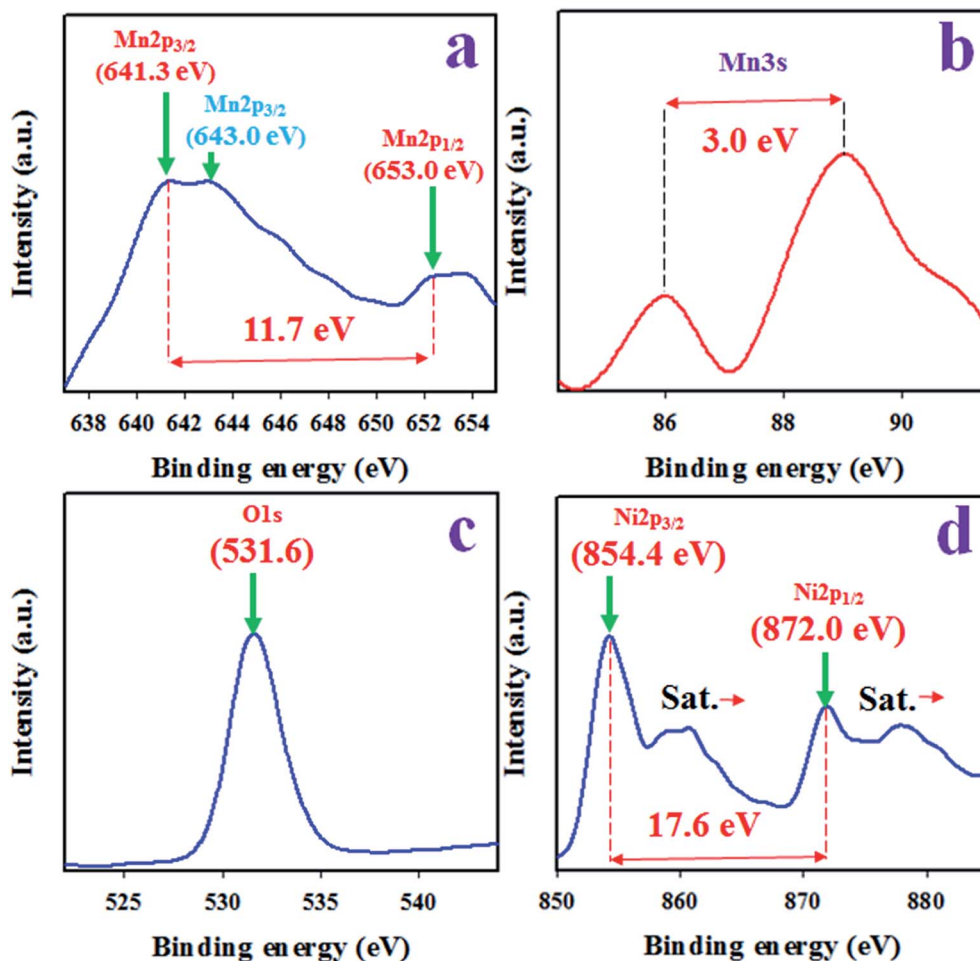 a
Mn2p3/2
(641.3 eV)
Mn2p3/2
(643.0 eV)
Mn2p1/2
(653.0 eV)
11.7 eV
Intensity (a.u.)
638 640 642 644 646 648 650 652 654
Binding energy (eV)
b
Mn3s
3.0 eV
Intensity (a.u.)
86 88 90
Binding energy (eV)
c
O1s
(531.6)
Intensity (a.u.)
525 530 535 540
Binding energy (eV)
d
Ni2p3/2
(854.4 eV)
Ni2p1/2
(872.0 eV)
Sat.
Sat.
17.6 eV
Intensity (a.u.)
850 860 870 880
Binding energy (eV)